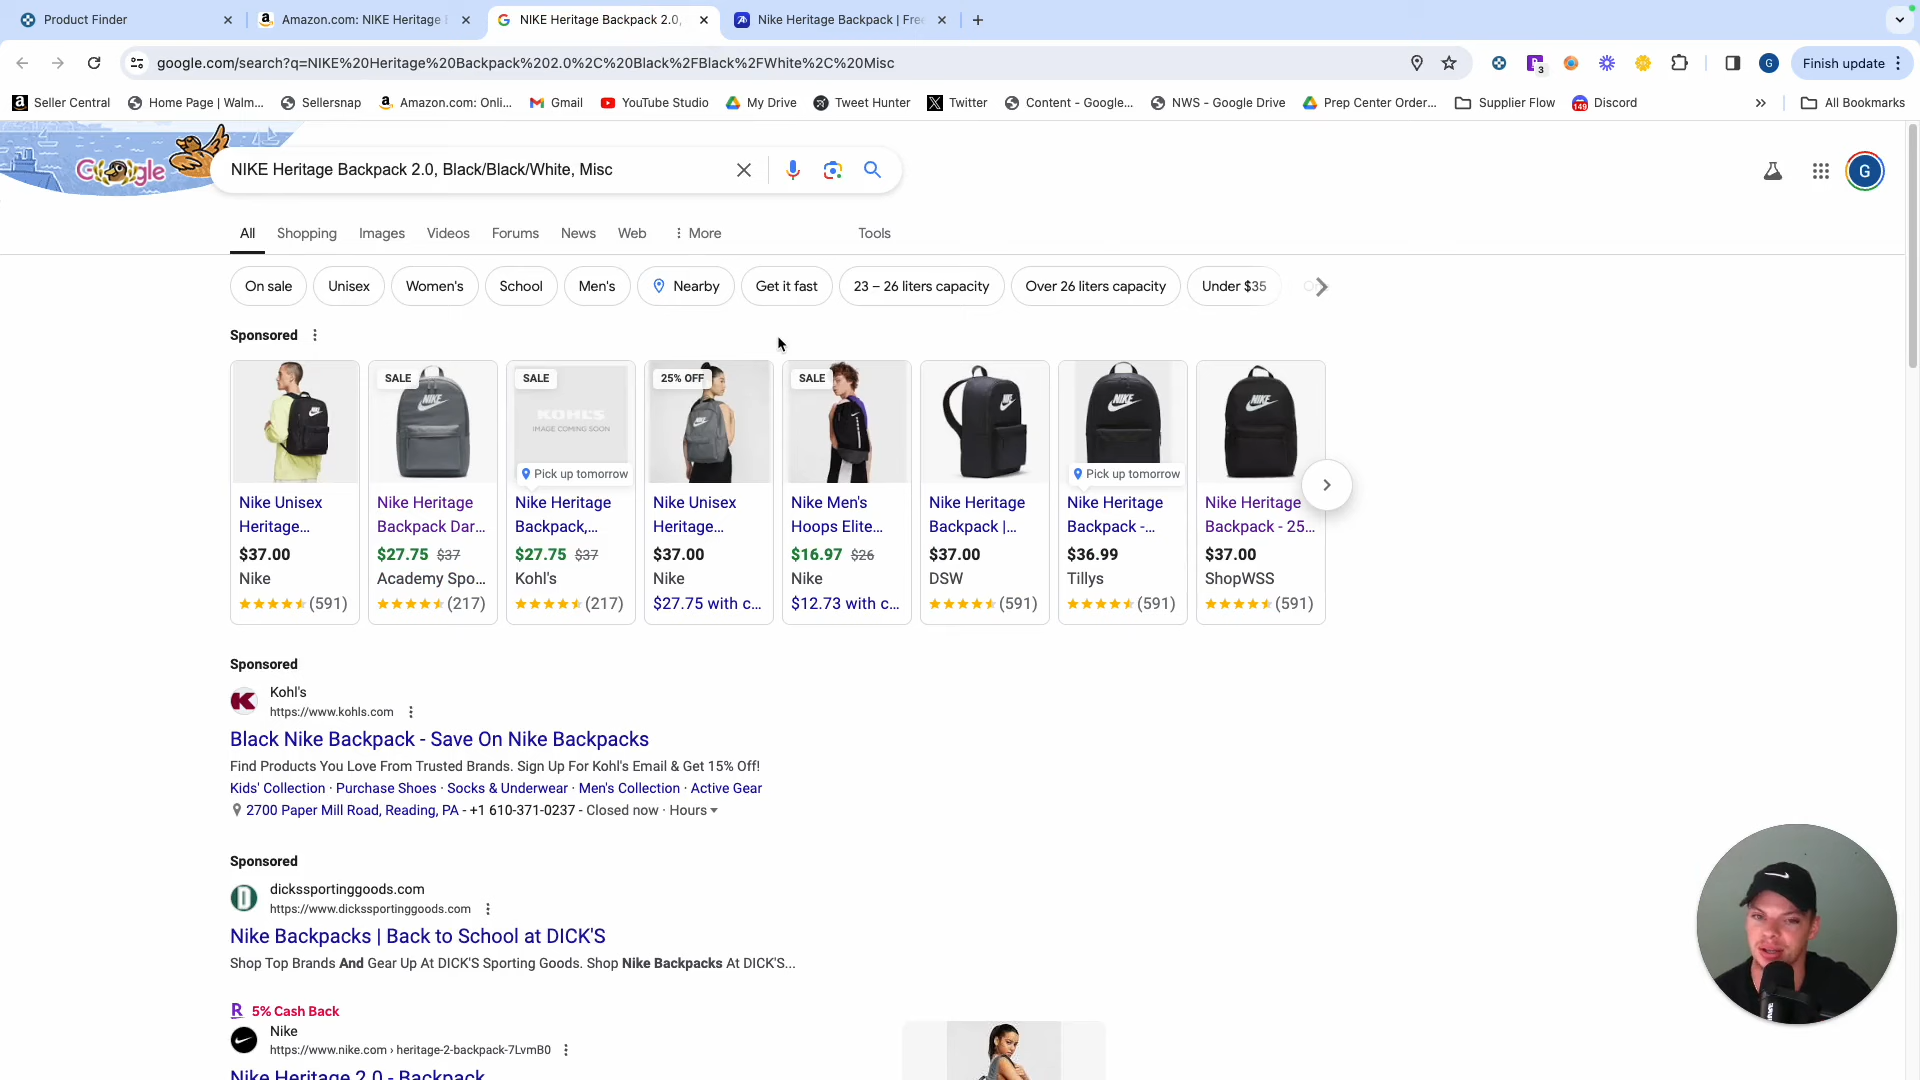 Product Finder
Amazon.com: NIKE Heritage
NIKE Heritage Backpack 2.0,
Nike Heritage Backpack | Fre
google.com/search?q=NIKE%20Heritage%20Backpack%202.0%2C%20Black%2FBlack%2FWhite%2C%20Misc
3
G
Finish update
Seller Central
Home Page | Walm...
Sellersnap
Amazon.com: Onli...
Gmail
YouTube Studio
My Drive
Tweet Hunter
Twitter
Content - Google...
NWS - Google Drive
Prep Center Order...
Supplier Flow
149
Discord
All Bookmarks
Google
NIKE Heritage Backpack 2.0, Black/Black/White, Misc
G
All
Shopping
Images
Videos
Forums
News
Web
More
Tools
On sale
Unisex
Women's
School
Men's
Nearby
Get it fast
23 – 26 liters capacity
Over 26 liters capacity
Under $35
Sponsored
Nike Unisex
Heritage...
$37.00
Nike
(591)
SALE
NIKE
Nike Heritage
Backpack Dar...
$27.75 $37
Academy Spo...
(217)
SALE
KOHL'S
IMAGE COMING SOON
Pick up tomorrow
Nike Heritage
Backpack,...
$27.75 $37
Kohl's
(217)
25% OFF
Nike Unisex
Heritage...
$37.00
Nike
$27.75 with c...
SALE
Nike Men's
Hoops Elite...
$16.97 $26
Nike
$12.73 with c...
NIKE
Nike Heritage
Backpack |...
$37.00
DSW
(591)
NIKE
Pick up tomorrow
Nike Heritage
Backpack -...
$36.99
Tillys
(591)
NIKE
Nike Heritage
Backpack - 25...
$37.00
ShopWSS
(591)
Sponsored
Kohl's
https://www.kohls.com
Black Nike Backpack - Save On Nike Backpacks
Find Products You Love From Trusted Brands. Sign Up For Kohl's Email & Get 15% Off!
Kids' Collection · Purchase Shoes · Socks & Underwear · Men's Collection · Active Gear
2700 Paper Mill Road, Reading, PA - +1 610-371-0237 - Closed now · Hours
Sponsored
dickssportinggoods.com
https://www.dickssportinggoods.com
Nike Backpacks | Back to School at DICK'S
Shop Top Brands And Gear Up At DICK'S Sporting Goods. Shop Nike Backpacks At DICK'S...
R 5% Cash Back
Nike
https://www.nike.com › heritage-2-backpack-7LvmB0
Nike Heritage 2.0 - Backpack